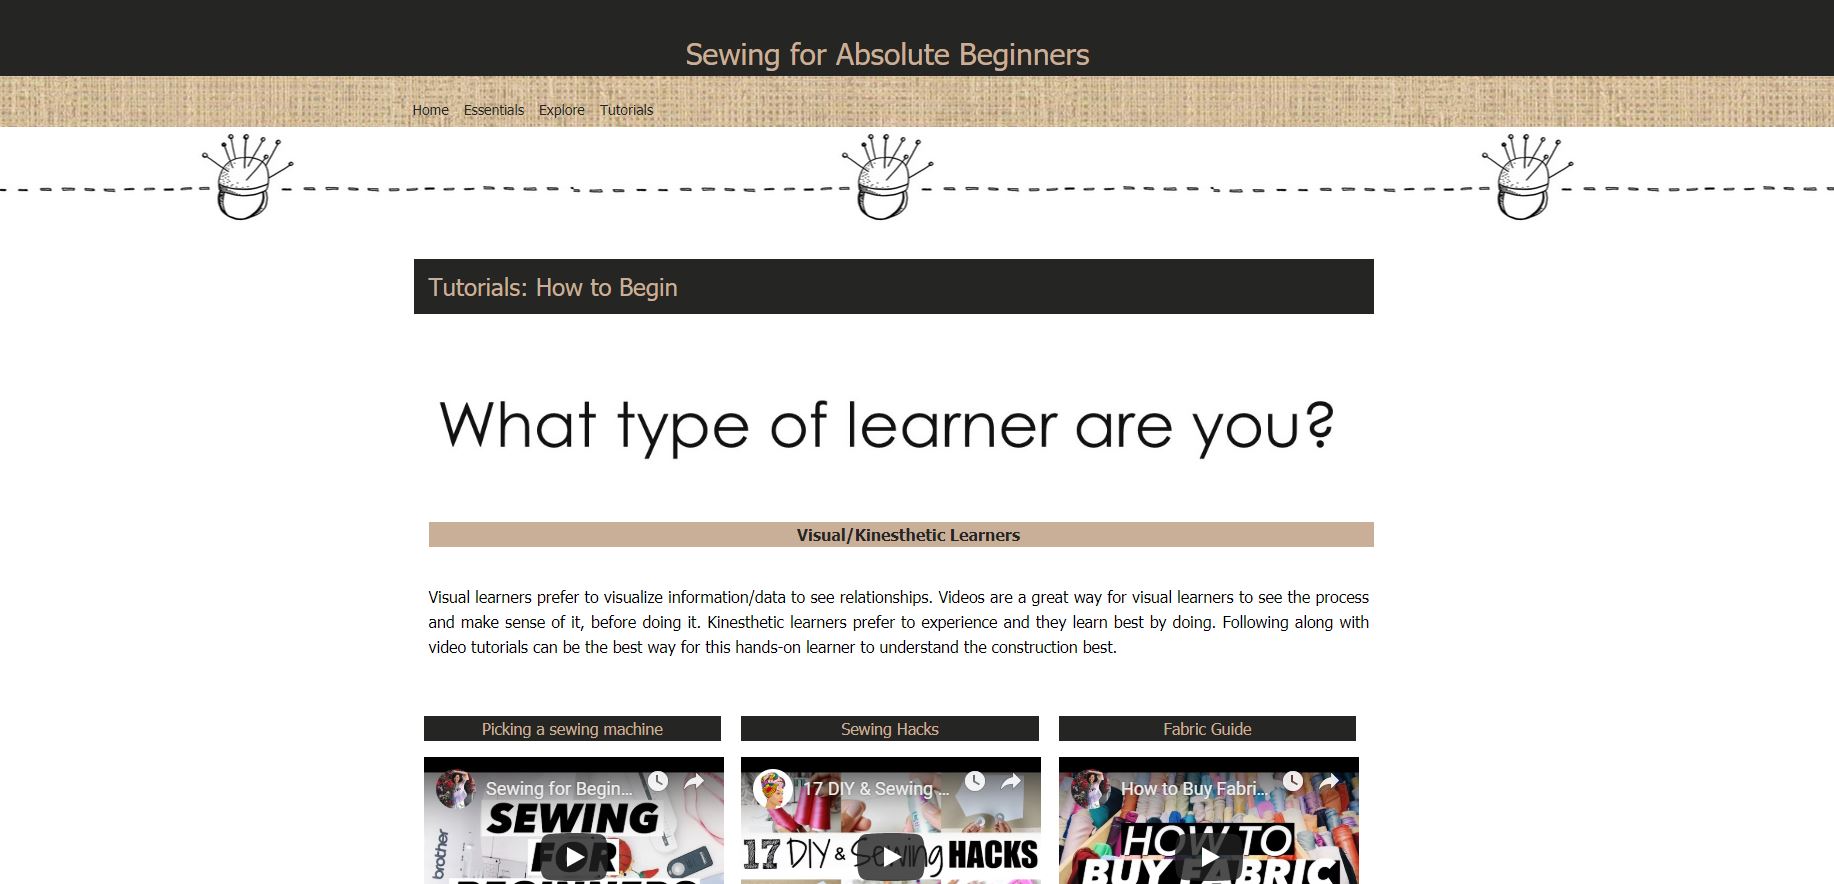 Sewing for Absolute Beginners
Home Essentials Explore Tutorials
Tutorials: How to Begin
What type of learner are you?
Visual/Kinesthetic Learners
Visual learners prefer to visualize information/data to see relationships. Videos are a great way for visual learners to see the process
and make sense of it, before doing it. Kinesthetic learners prefer to experience and they learn best by doing. Following along with
video tutorials can be the best way for this hands-on learner to understand the construction best.
Picking a sewing machine
Sewing for Begin...
SEWING
FOR
BEGINNERS
brother
Sewing Hacks
17 DIY & Sewing ...
17 DIY & Sewing HACKS
Fabric Guide
How to Buy Fabri...
HOW TO
BUY FABRIC